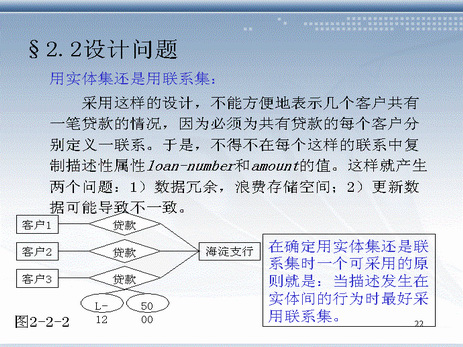 §2.2设计问题
用实体集还是用联系集：
采用这样的设计，不能方便地表示几个客户共有
一笔贷款的情况，因为必须为共有贷款的每个客户分
别定义一联系。于是，不得不在每个这样的联系中复
制描述性属性loan-number和amount的值。这样就产生
两个问题：1）数据冗余，浪费存储空间；2）更新数
据可能导致不一致。
客户1
贷款
客户2
贷款
海淀支行
客户3
贷款
L-
12
50
00
图2-2-2
在确定用实体集还是联
系集时一个可采用的原
则就是：当描述发生在
实体间的行为时最好采
用联系集。
22